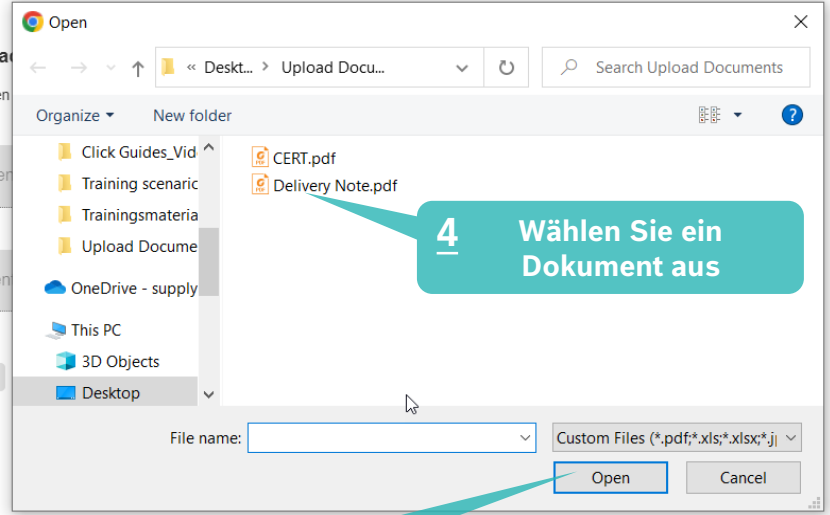 Open
« Deskt... > Upload Docu...
Search Upload Documents
Organize
New folder
?
Click Guides_Vid
Training scenaric
Trainingsmateria
Upload Docume
OneDrive - supply
This PC
3D Objects
Desktop
CERT.pdf
Delivery Note.pdf
4
Wählen Sie ein
Dokument aus
File name:
Custom Files (*.pdf;*.xls;*.xlsx;*.j
Open
Cancel